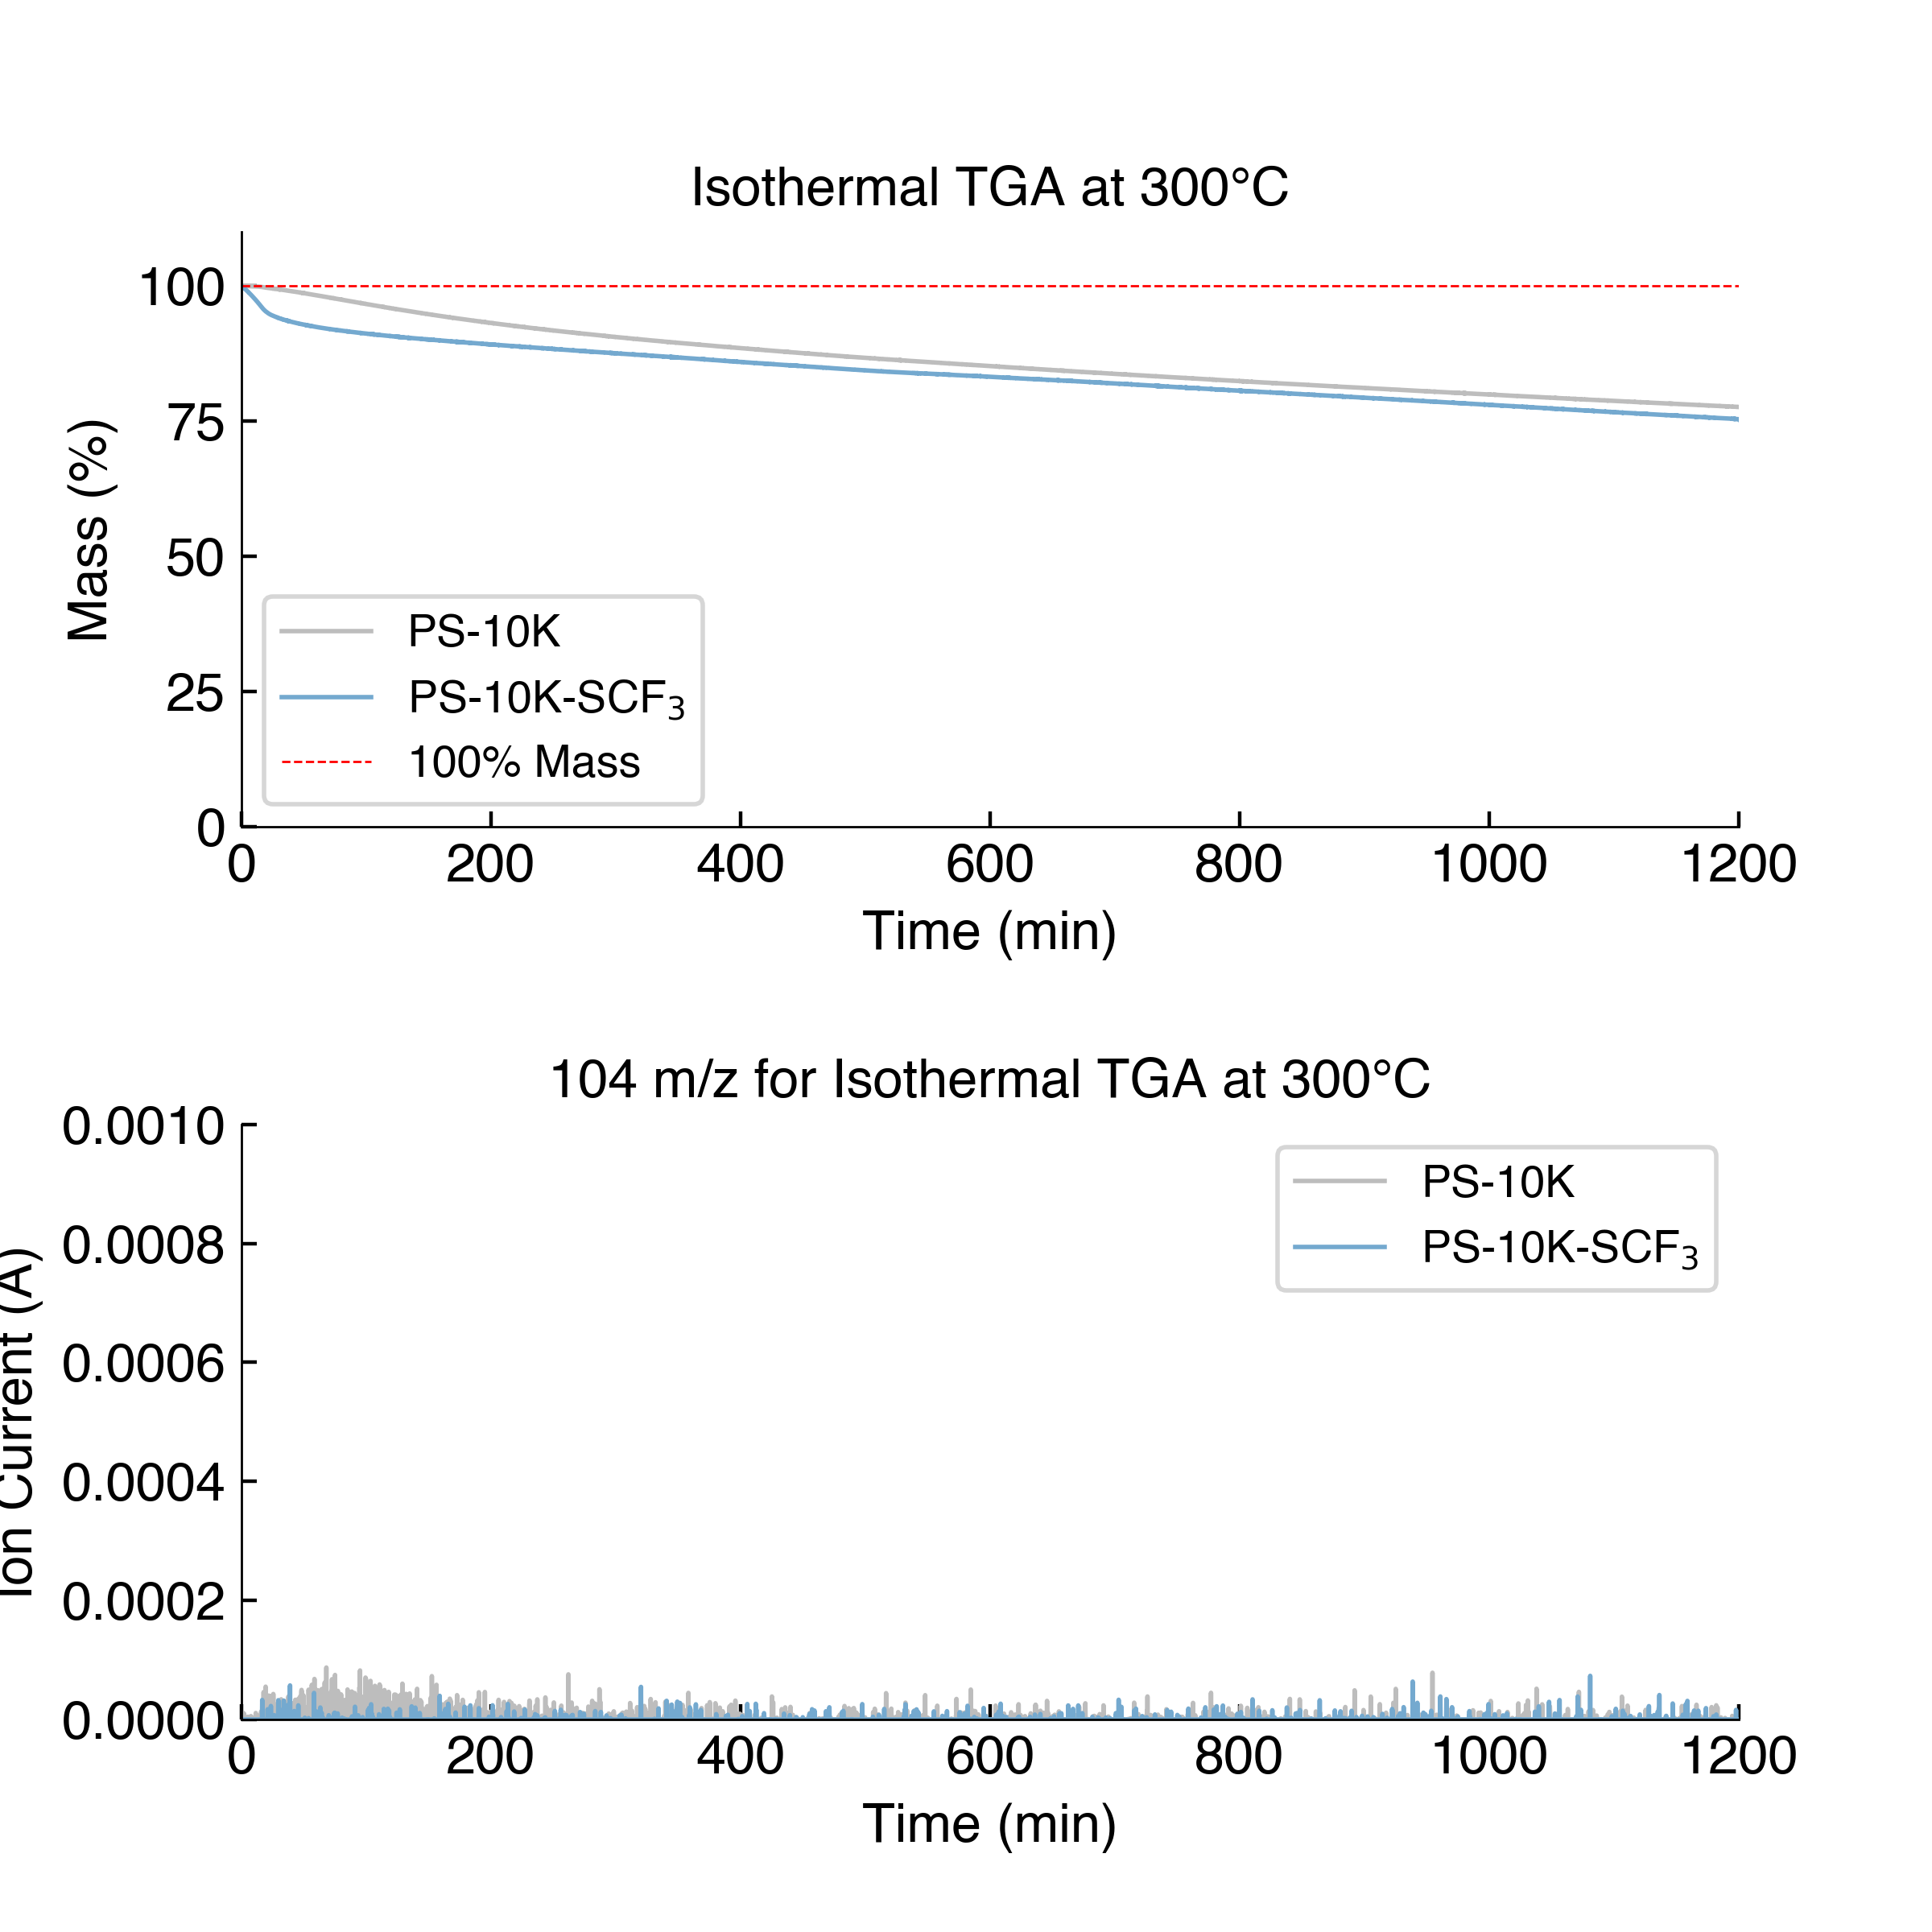 Isothermal TGA at 300°C
100
75
50
25
0
Mass (%)
PS-10K
PS-10K-SCF₃
100% Mass
0 200 400 600 800 1000 1200
Time (min)
104 m/z for Isothermal TGA at 300°C
0.0010
0.0008
0.0006
0.0004
0.0002
0.0000
Ion Current (A)
PS-10K
PS-10K-SCF₃
0 200 400 600 800 1000 1200
Time (min)